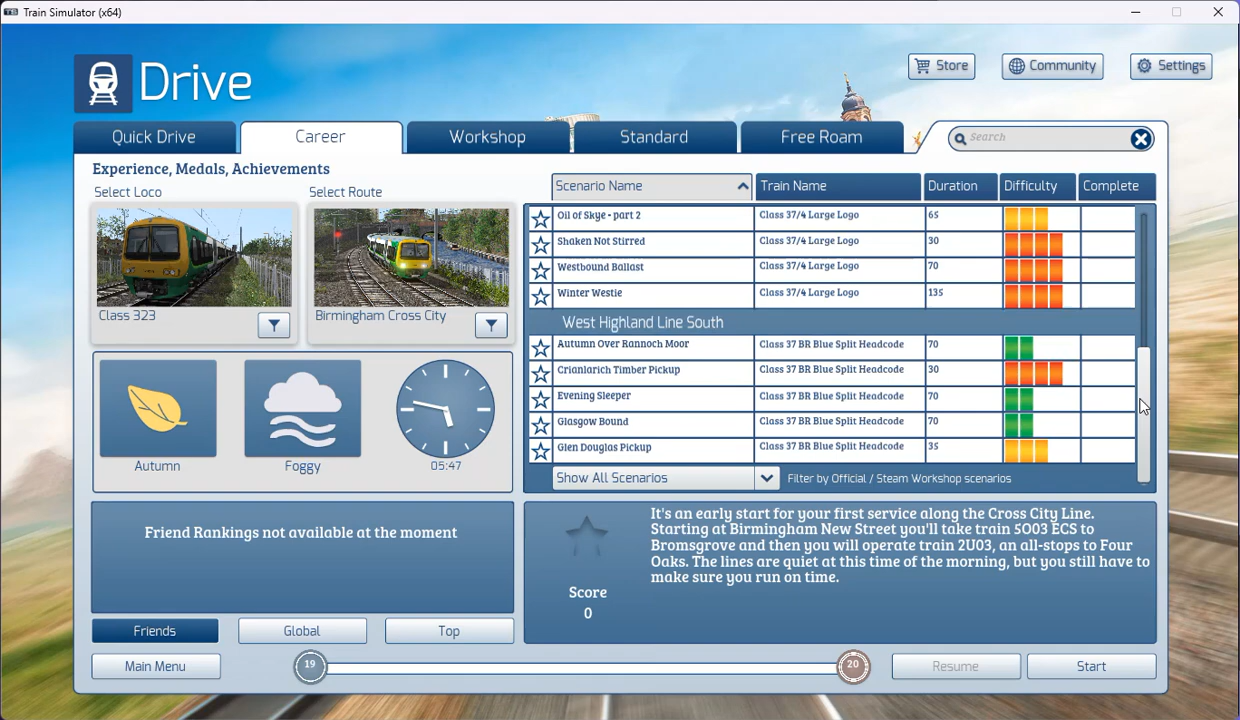 Train Simulator (x64)
Drive
Store
Community
Settings
Quick Drive
Career
Workshop
Standard
Free Roam
Search
Experience, Medals, Achievements
Select Loco
Select Route
Class 323
Birmingham Cross City
Autumn
Foggy
05:47
Scenario Name
Train Name
Duration
Difficulty
Complete
Oil of Skye - part 2
Class 37/4 Large Logo
65
Shaken Not Stirred
Class 37/4 Large Logo
30
Westbound Ballast
Class 37/4 Large Logo
70
Winter Westie
Class 37/4 Large Logo
135
West Highland Line South
Autumn Over Rannoch Moor
Class 37 BR Blue Split Headcode
70
Crianlarich Timber Pickup
Class 37 BR Blue Split Headcode
30
Evening Sleeper
Class 37 BR Blue Split Headcode
70
Glasgow Bound
Class 37 BR Blue Split Headcode
70
Glen Douglas Pickup
Class 37 BR Blue Split Headcode
35
Show All Scenarios
Filter by Official / Steam Workshop scenarios
Friend Rankings not available at the moment
Score
0
It's an early start for your first service along the Cross City Line.
Starting at Birmingham New Street you'll take train 5O03 ECS to
Bromsgrove and then you will operate train 2U03, an all-stops to Four
Oaks. The lines are quiet at this time of the morning, but you still have to
make sure you run on time.
Friends
Global
Top
Main Menu
19
20
Resume
Start